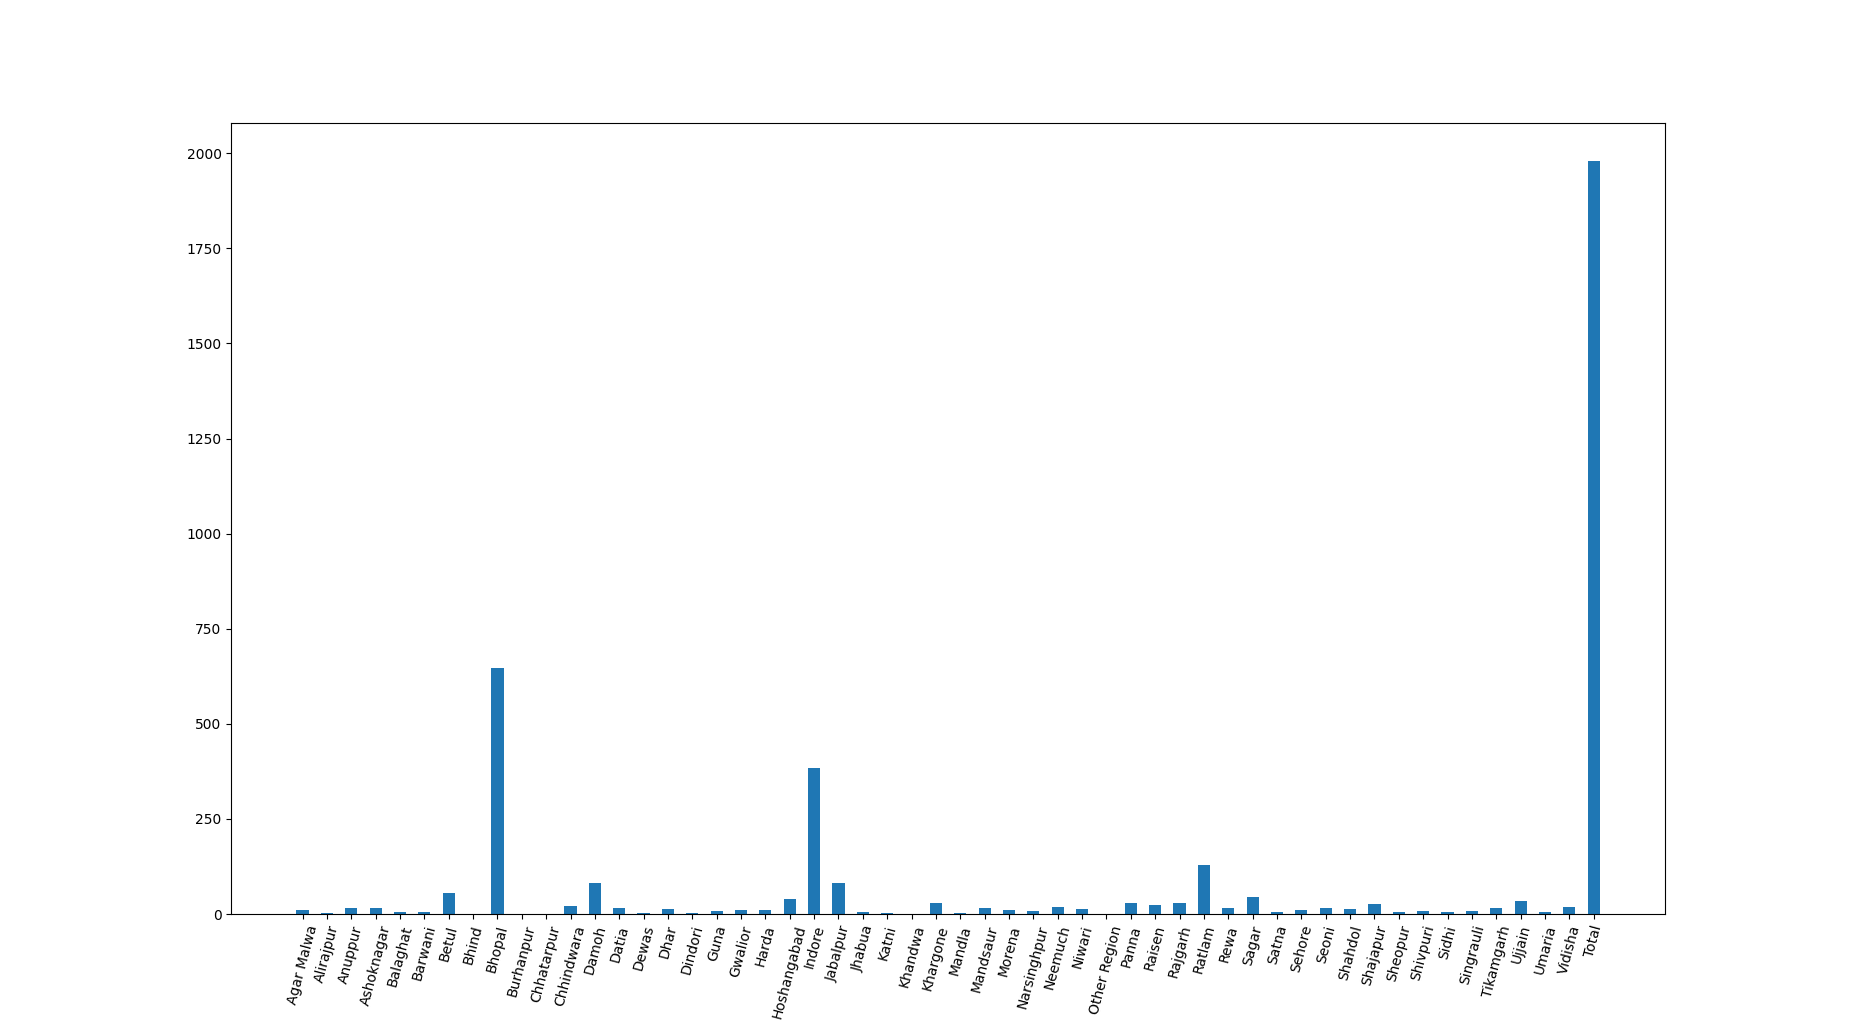 2000
1750
1500
1250
1000
750
500
250
0
Agar Malwa
Alirajpur
Anuppur
Ashoknagar
Balaghat
Barwani
Betul
Bhind
Bhopal
Burhanpur
Chhatarpur
Chhindwara
Damoh
Datia
Dewas
Dhar
Dindori
Guna
Gwalior
Harda
Hoshangabad
Indore
Jabalpur
Jhabua
Katni
Khandwa
Khargone
Mandla
Mandsaur
Morena
Narsinghpur
Neemuch
Niwari
Other Region
Panna
Raisen
Rajgarh
Ratlam
Rewa
Sagar
Satna
Sehore
Seoni
Shahdol
Shajapur
Sheopur
Shivpuri
Sidhi
Singrauli
Tikamgarh
Ujjain
Umaria
Vidisha
Total